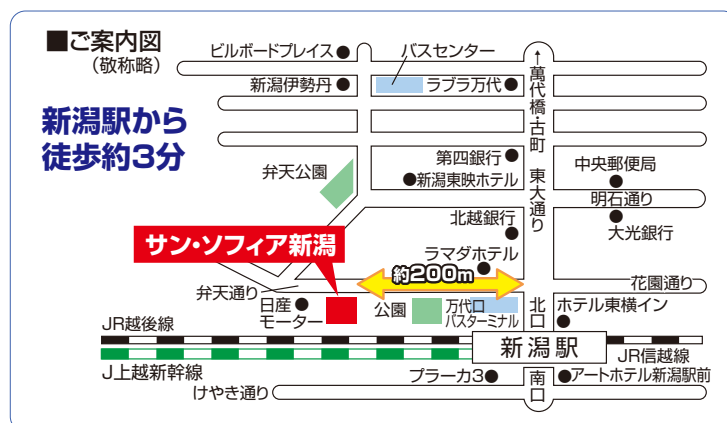 ■ご案内図
(敬称略)
新潟駅から
徒歩約3分
ビルボードプレイス
バスセンター
新潟伊勢丹
ラブラ万代
↑萬代橋・古町
東大通り
弁天公園
第四銀行
新潟東映ホテル
中央郵便局
明石通り
大光銀行
北越銀行
サン・ソフィア新潟
ラマダホテル
約200m
弁天通り
花園通り
日産
モーター
公園
万代口
バスターミナル
北口
ホテル東横イン
JR越後線
新潟駅
JR信越線
J上越新幹線
プラーカ3
南口
アートホテル新潟駅前
けやき通り